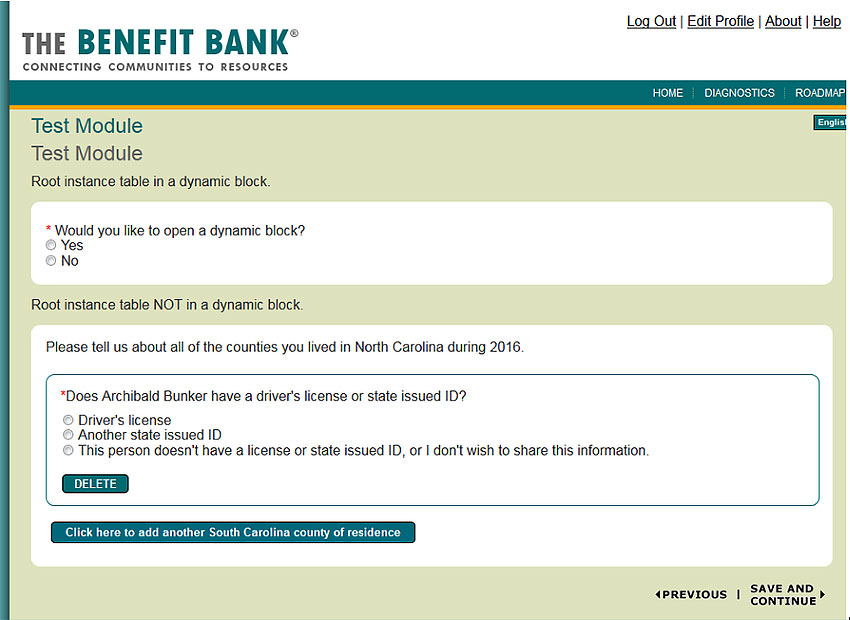 Log Out | Edit Profile | About | Help
THE BENEFIT BANK®
CONNECTING COMMUNITIES TO RESOURCES
HOME DIAGNOSTICS ROADMAP
Englis
Test Module
Test Module
Root instance table in a dynamic block.
* Would you like to open a dynamic block?
Yes
No
Root instance table NOT in a dynamic block.
Please tell us about all of the counties you lived in North Carolina during 2016.
*Does Archibald Bunker have a driver's license or state issued ID?
Driver's license
Another state issued ID
This person doesn't have a license or state issued ID, or I don't wish to share this information.
DELETE
Click here to add another South Carolina county of residence
PREVIOUS | SAVE AND
CONTINUE